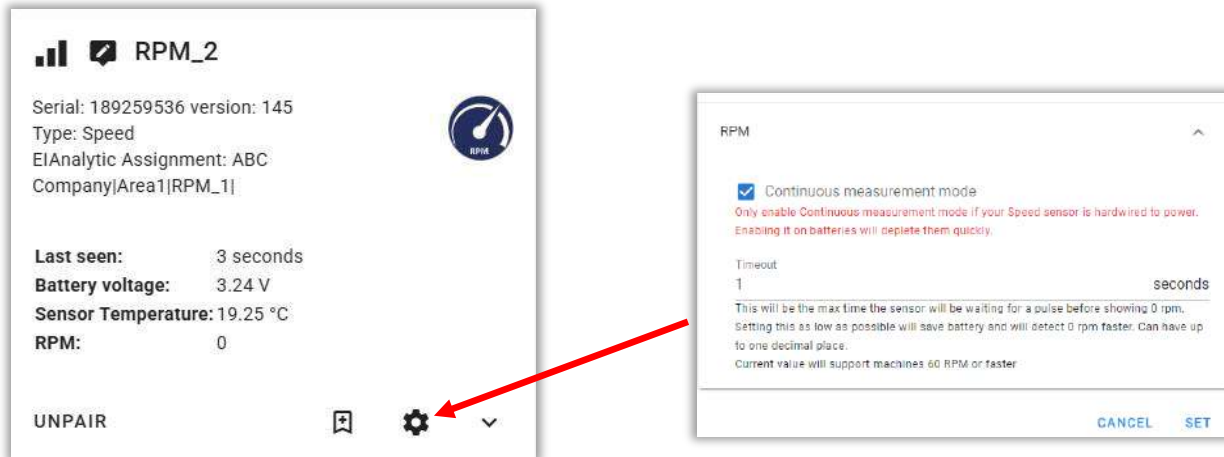 RPM_2
Serial: 189259536 version: 145
Type: Speed
EIAnalytic Assignment: ABC
Company|Area1|RPM_1|
RPM
Last seen: 3 seconds
Battery voltage: 3.24 V
Sensor Temperature: 19.25 °C
RPM: 0
UNPAIR
RPM
Continuous measurement mode
Only enable Continuous measurement mode if your Speed sensor is hardwired to power.
Enabling it on batteries will deplete them quickly.
Timeout
1 seconds
This will be the max time the sensor will be waiting for a pulse before showing 0 rpm.
Setting this as low as possible will save battery and will detect 0 rpm faster. Can have up
to one decimal place.
Current value will support machines 60 RPM or faster
CANCEL SET